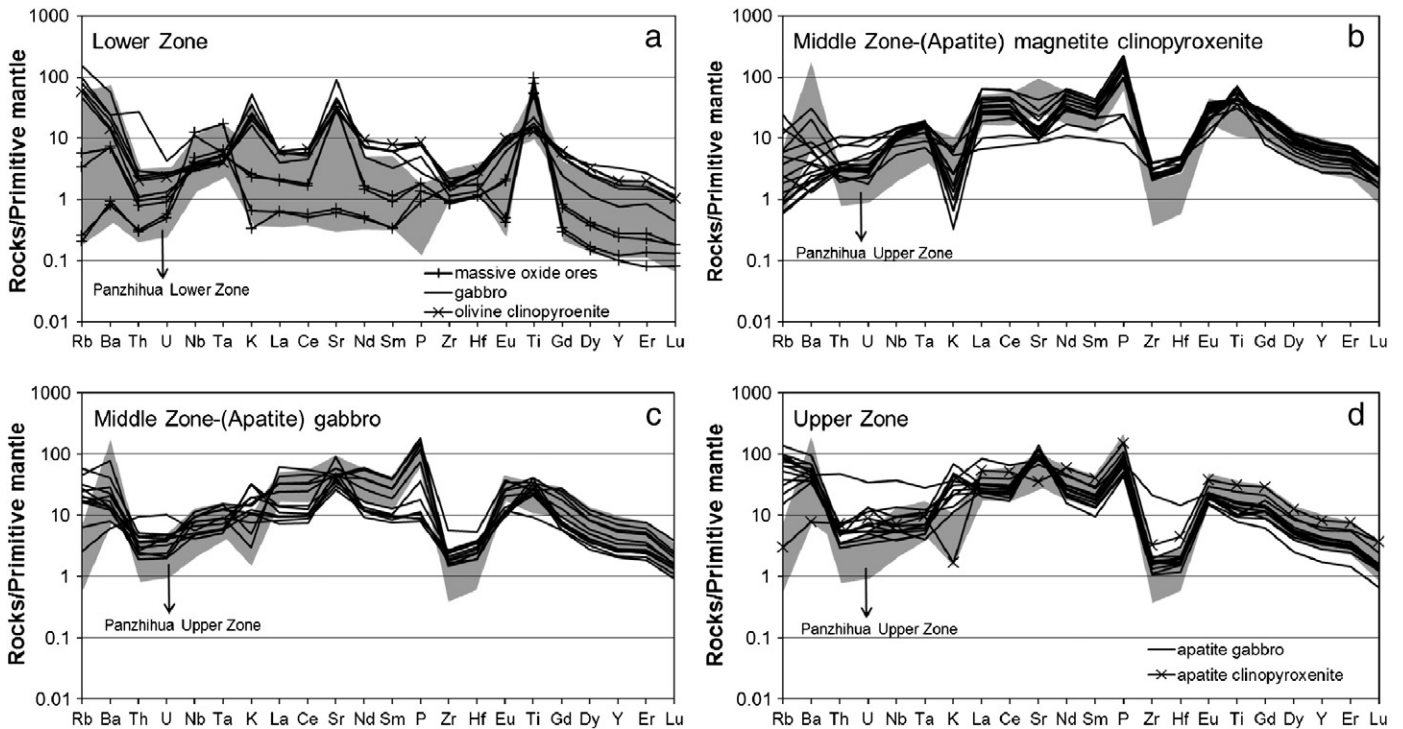 Lower Zone
a
Rocks/Primitive mantle
1000
100
10
1
0.1
0.01
Panzhihua Lower Zone
massive oxide ores
gabbro
olivine clinopyroenite
Rb Ba Th U Nb Ta K La Ce Sr Nd Sm P Zr Hf Eu Ti Gd Dy Y Er Lu
Middle Zone-(Apatite) magnetite clinopyroxenite
b
Rocks/Primitive mantle
1000
100
10
1
0.1
0.01
Panzhihua Upper Zone
Rb Ba Th U Nb Ta K La Ce Sr Nd Sm P Zr Hf Eu Ti Gd Dy Y Er Lu
Middle Zone-(Apatite) gabbro
c
Rocks/Primitive mantle
1000
100
10
1
0.1
0.01
Panzhihua Upper Zone
Rb Ba Th U Nb Ta K La Ce Sr Nd Sm P Zr Hf Eu Ti Gd Dy Y Er Lu
Upper Zone
d
Rocks/Primitive mantle
1000
100
10
1
0.1
0.01
Panzhihua Upper Zone
apatite gabbro
apatite clinopyroxenite
Rb Ba Th U Nb Ta K La Ce Sr Nd Sm P Zr Hf Eu Ti Gd Dy Y Er Lu